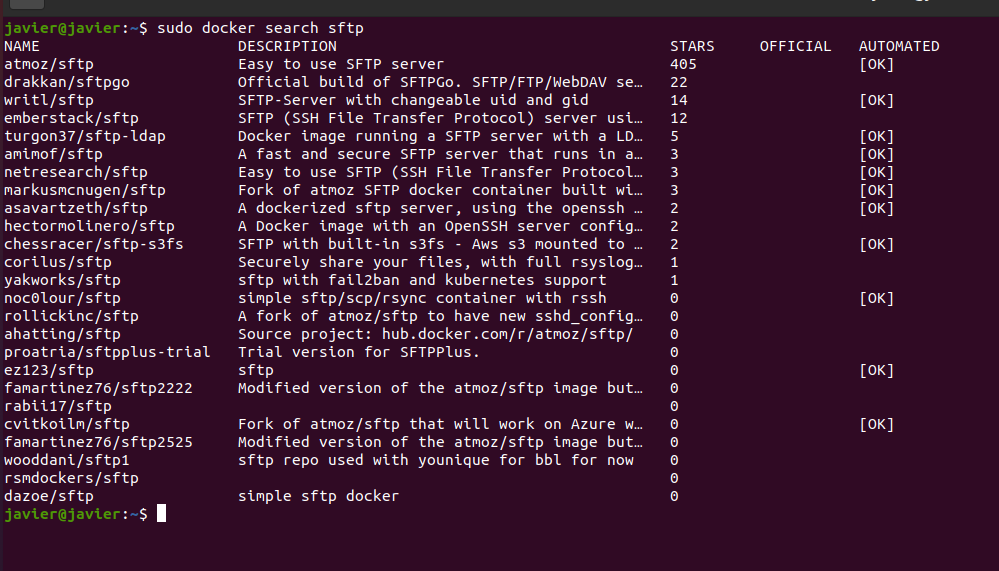 javier@javier:~$ sudo docker search sftp
NAME DESCRIPTION STARS OFFICIAL AUTOMATED
atmoz/sftp Easy to use SFTP server 405 [OK]
drakkan/sftpgo Official build of SFTPGo. SFTP/FTP/WebDAV se… 22
writl/sftp SFTP-Server with changeable uid and gid 14 [OK]
emberstack/sftp SFTP (SSH File Transfer Protocol) server usi… 12
turgon37/sftp-ldap Docker image running a SFTP server with a LD… 5 [OK]
amimof/sftp A fast and secure SFTP server that runs in a… 3 [OK]
netresearch/sftp Easy to use SFTP (SSH File Transfer Protocol… 3 [OK]
markusmcnugen/sftp Fork of atmoz SFTP docker container built wi… 3 [OK]
asavartzeth/sftp A dockerized sftp server, using the openssh … 2 [OK]
hectormolinero/sftp A Docker image with an OpenSSH server config… 2
chessracer/sftp-s3fs SFTP with built-in s3fs - Aws s3 mounted to … 2 [OK]
corilus/sftp Securely share your files, with full rsyslog… 1
yakworks/sftp sftp with fail2ban and kubernetes support 1
noc0lour/sftp simple sftp/scp/rsync container with rssh 0 [OK]
rollickinc/sftp A fork of atmoz/sftp to have new sshd_config… 0
ahatting/sftp Source project: hub.docker.com/r/atmoz/sftp/ 0
proatria/sftpplus-trial Trial version for SFTPPlus. 0
ez123/sftp sftp 0 [OK]
famartinez76/sftp2222 Modified version of the atmoz/sftp image but… 0
rabii17/sftp 0
cvitkoilm/sftp Fork of atmoz/sftp that will work on Azure w… 0 [OK]
famartinez76/sftp2525 Modified version of the atmoz/sftp image but… 0
wooddani/sftp1 sftp repo used with younique for bbl for now 0
rsmdockers/sftp 0
dazoe/sftp simple sftp docker 0
javier@javier:~$